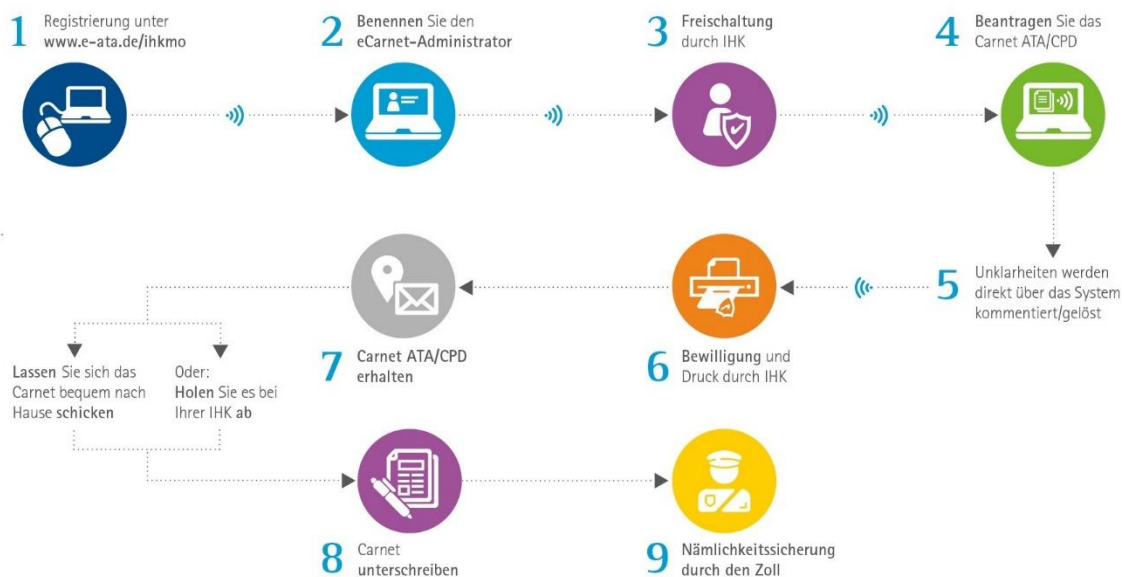 1
Registrierung unter
www.e-ata.de/ihkmo
2
Benennen Sie den
eCarnet-Administrator
3
Freischaltung
durch IHK
4
Beantragen Sie das
Carnet ATA/CPD
5
Unklarheiten werden
direkt über das System
kommentiert/gelöst
6
Bewilligung und
Druck durch IHK
7
Carnet ATA/CPD
erhalten
Lassen Sie sich das
Carnet bequem nach
Hause schicken
Oder:
Holen Sie es bei
Ihrer IHK ab
8
Carnet
unterschreiben
9
Nämlichkeitssicherung
durch den Zoll